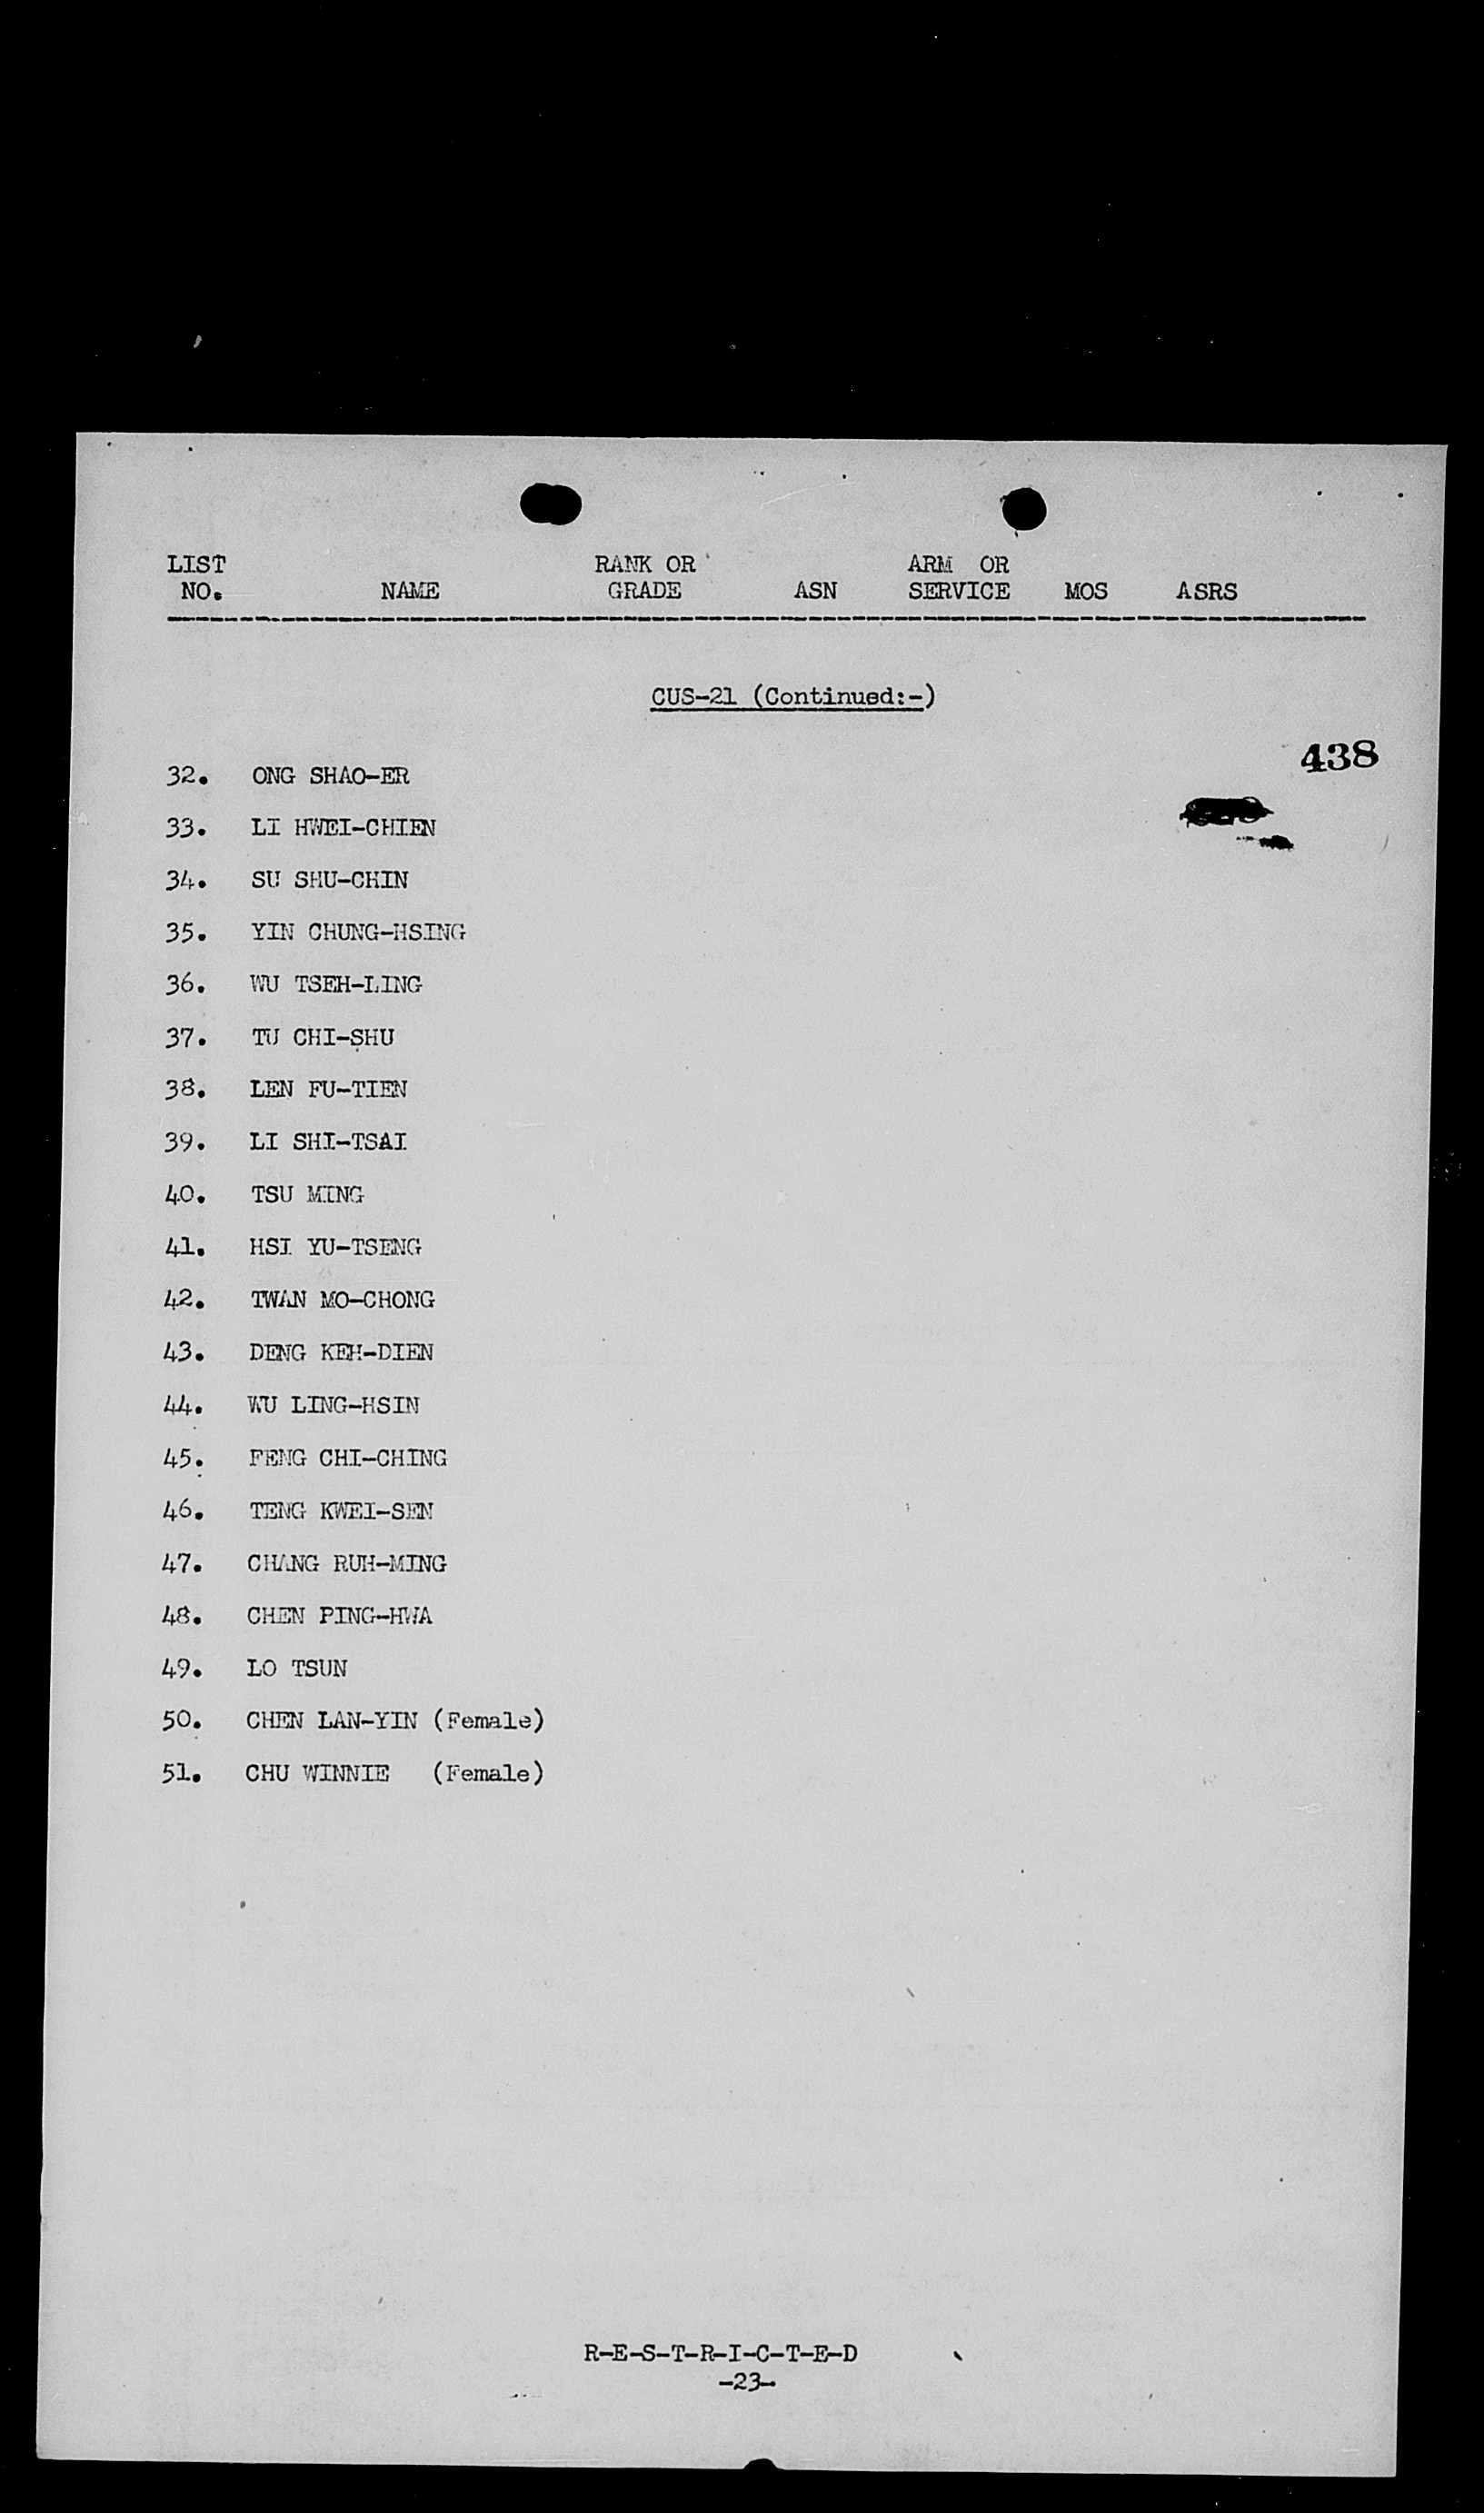 LIST RANK OR ARM OR
NO. NAME GRADE ASN SERVICE MOS ASRS
CUS-21 (Continued:-)
438
32. ONG SHAO-ER
33. LI HWEI-CHIEN
34. SU SHU-CHIN
35. YIN CHUNG-HSING
36. WU TSEH-LING
37. TU CHI-SHU
38. LEN FU-TIEN
39. LI SHI-TSAI
40. TSU MING
41. HSI YU-TSENG
42. TWAN MO-CHONG
43. DENG KEH-DIEN
44. WU LING-HSIN
45. FENG CHI-CHING
46. TENG KWEI-SEN
47. CHANG RUH-MING
48. CHEN PING-HWA
49. LO TSUN
50. CHEN LAN-YIN (Female)
51. CHU WINNIE (Female)
R-E-S-T-R-I-C-T-E-D
-23-